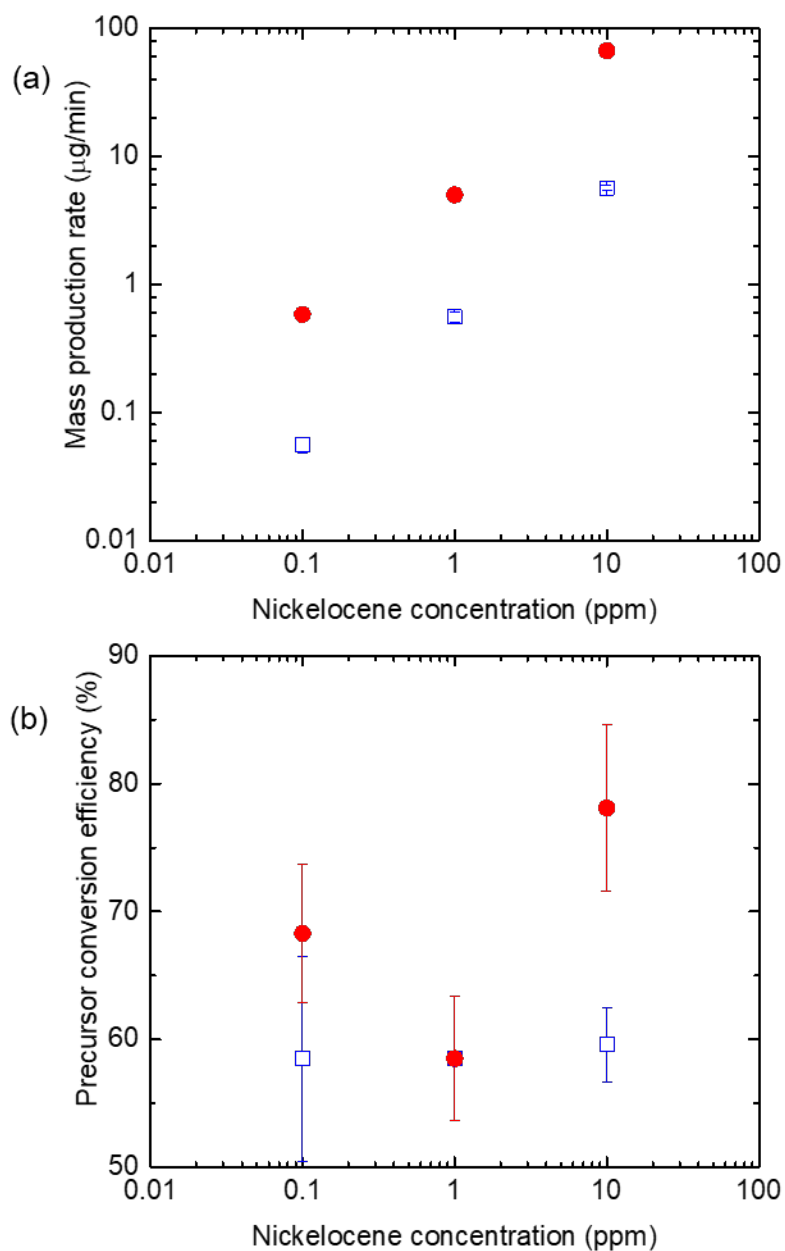 (a)
Mass production rate (μg/min)
100
10
1
0.1
0.01
0.01 0.1 1 10 100
Nickelocene concentration (ppm)
(b)
Precursor conversion efficiency (%)
90
80
70
60
50
0.01 0.1 1 10 100
Nickelocene concentration (ppm)